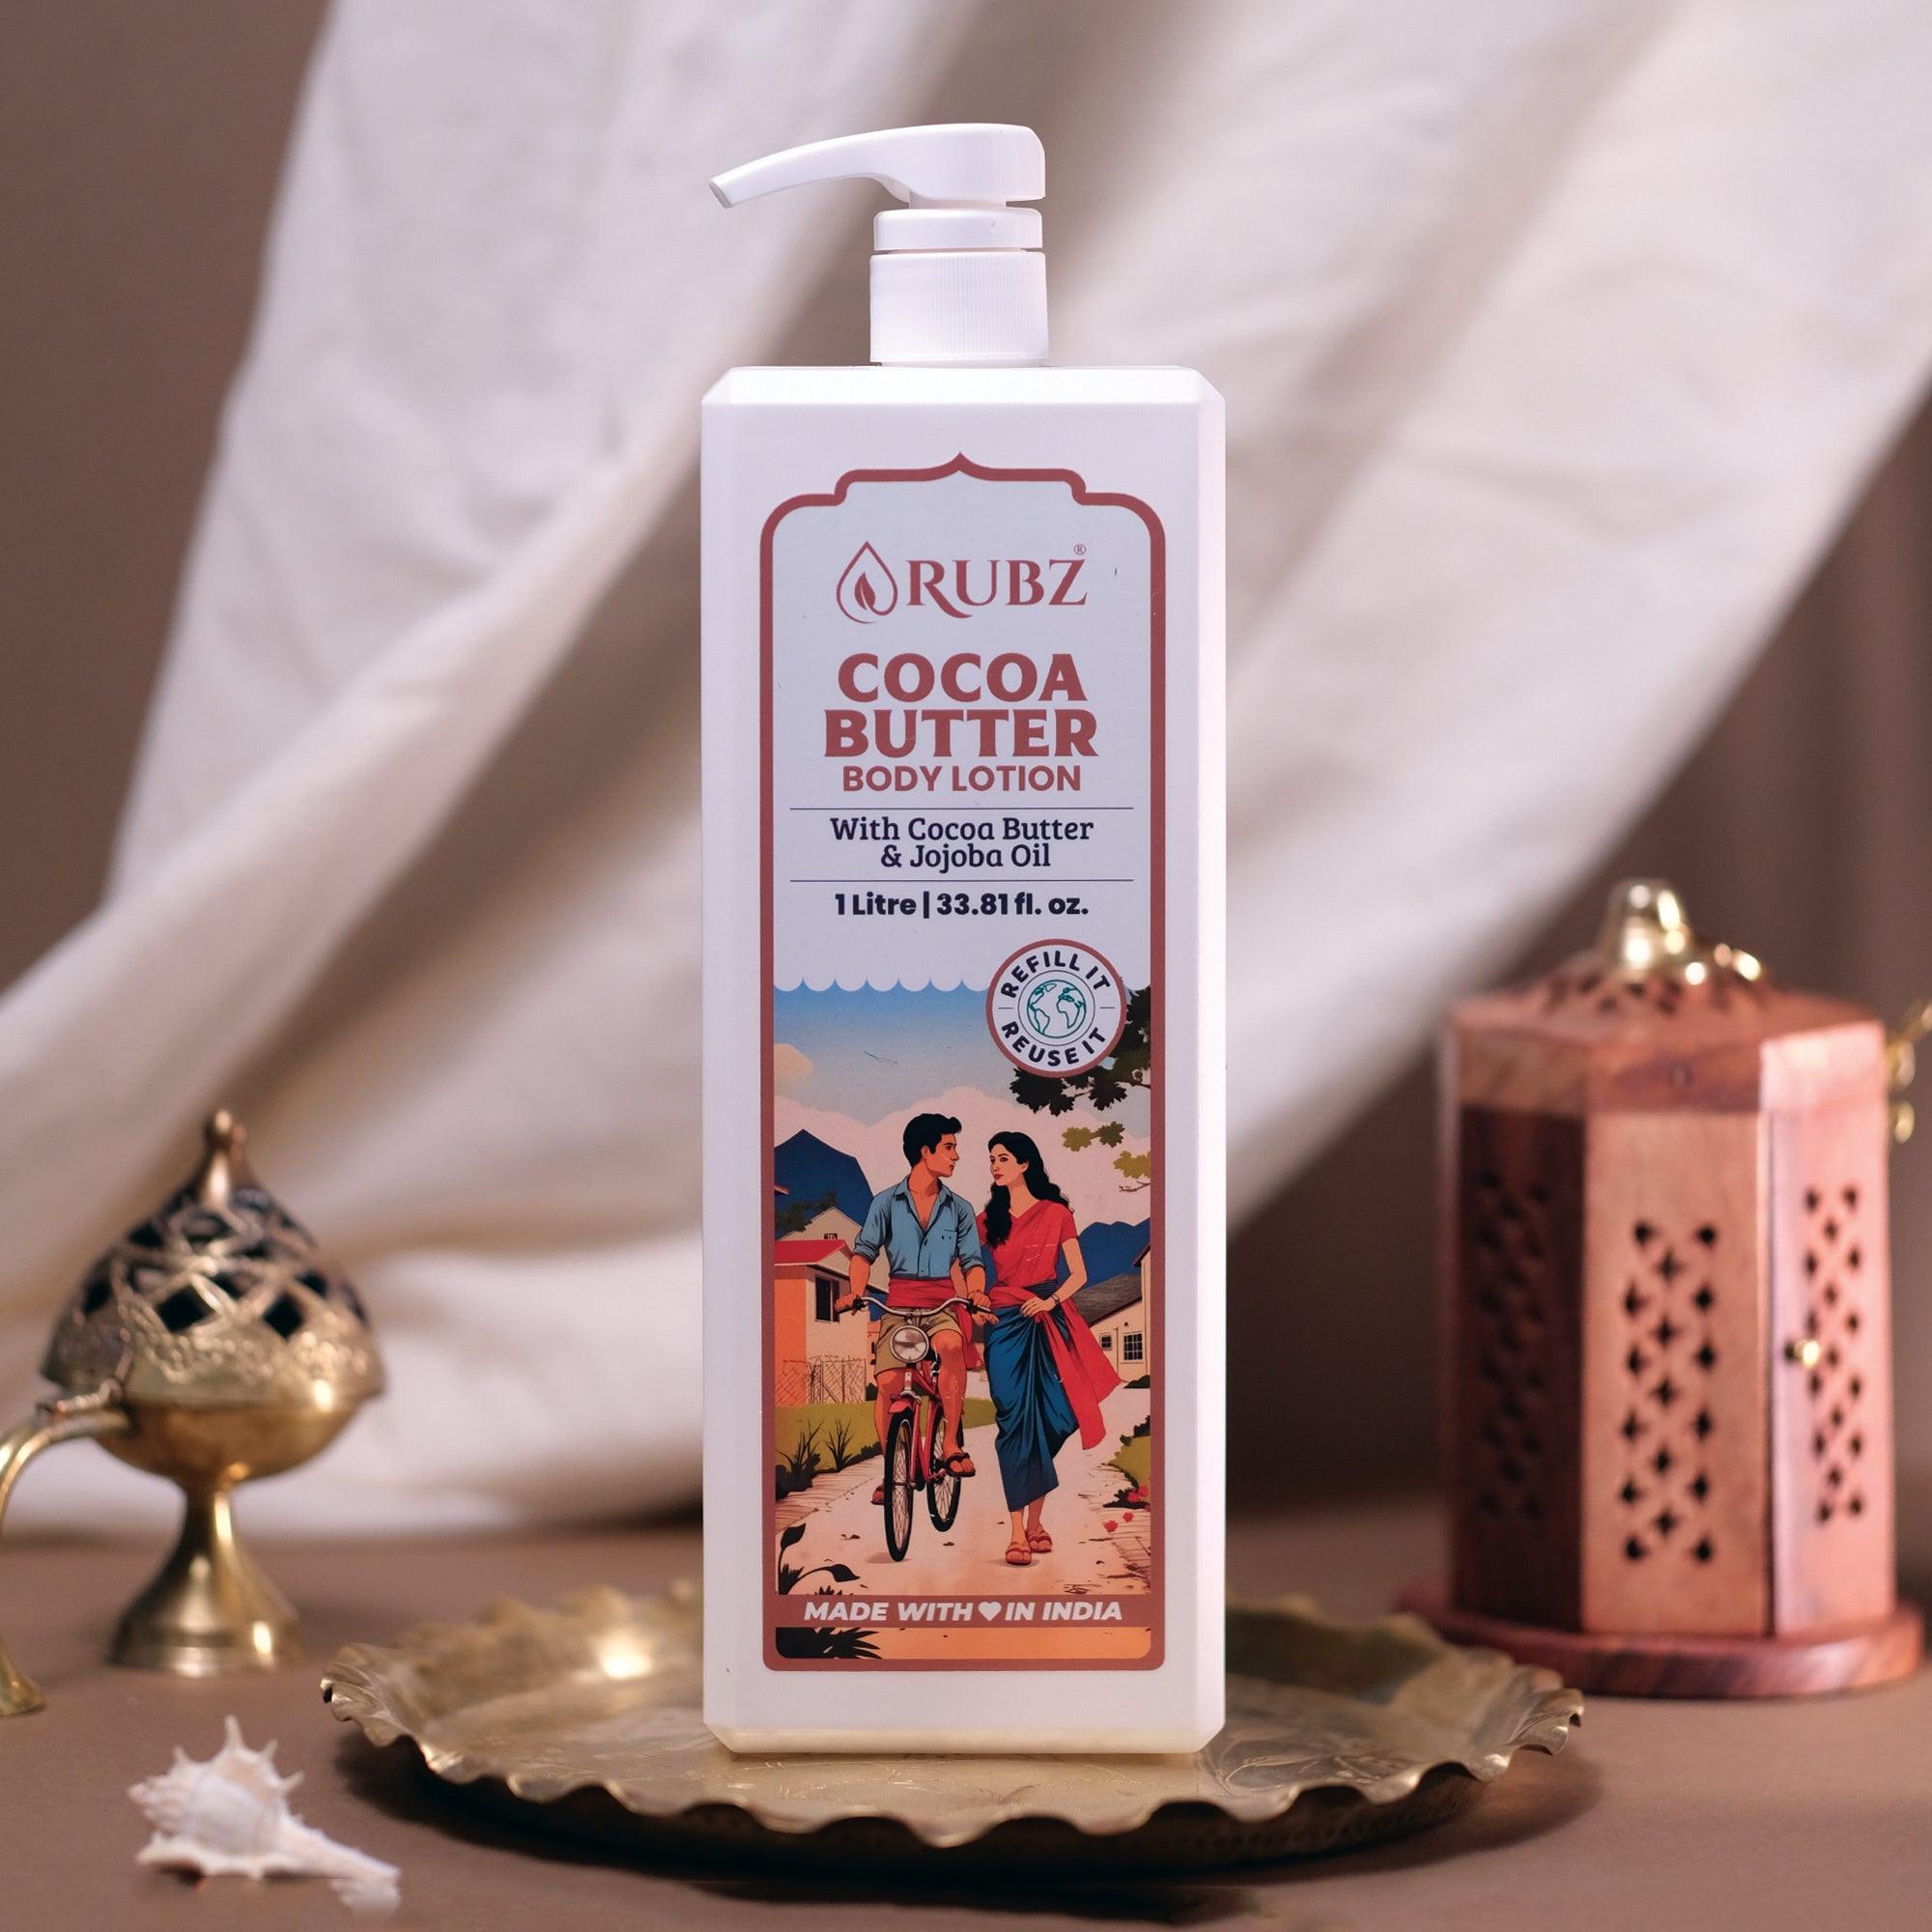 RUBZ®
COCOA
BUTTER
BODY LOTION
With Cocoa Butter
& Jojoba Oil
1 Litre | 33.81 fl. oz.
REFILL IT
REUSE IT
MADE WITH ♥ IN INDIA